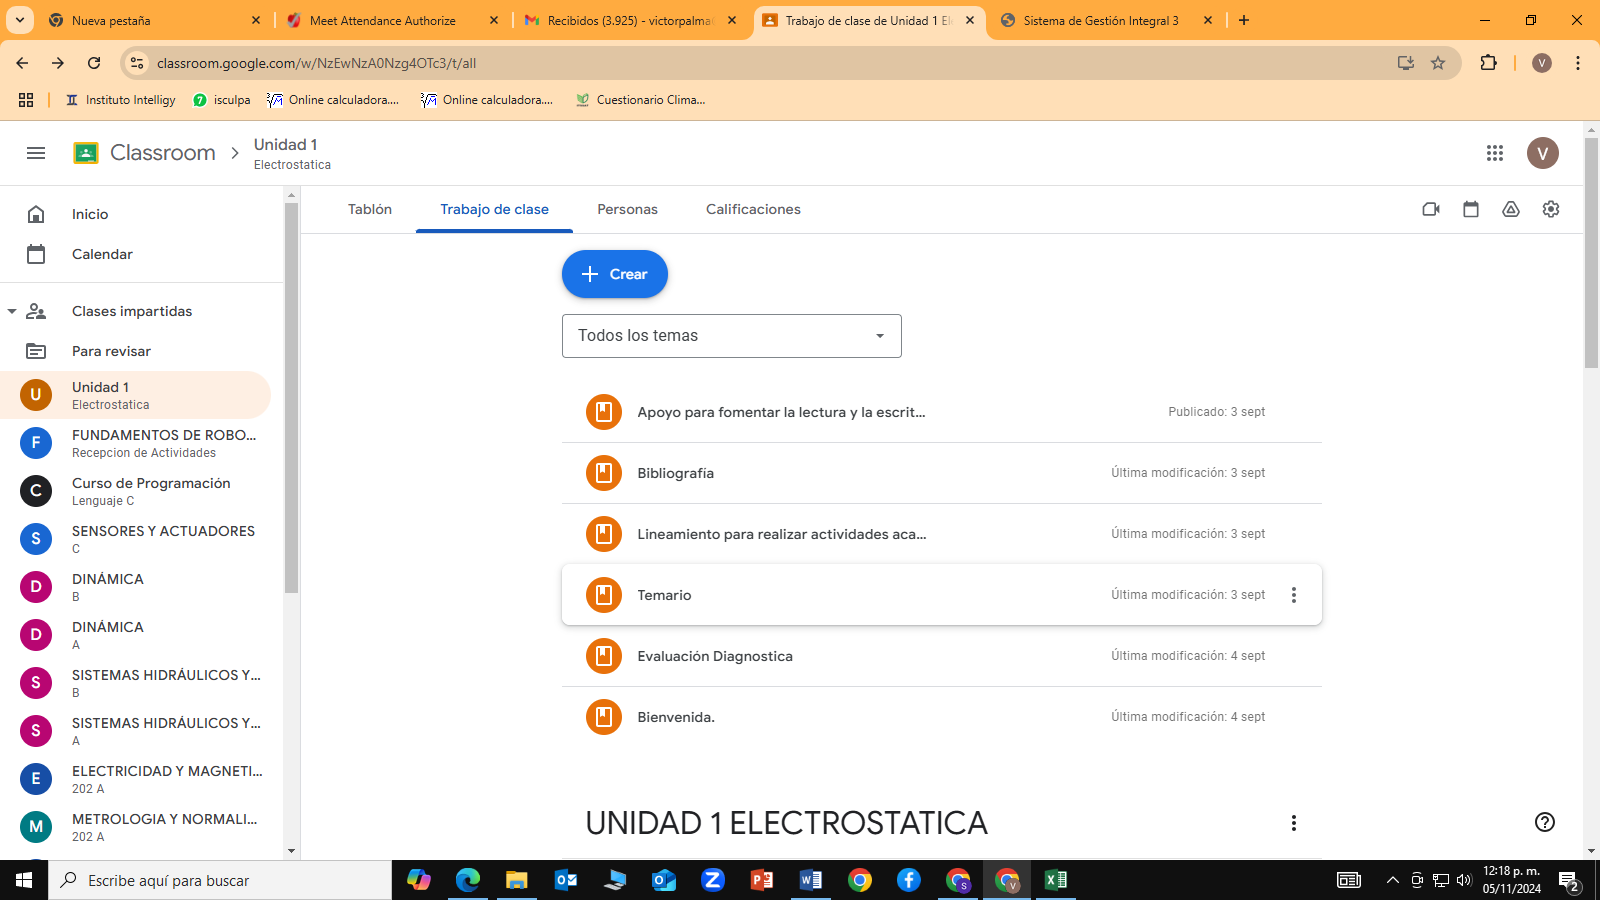 Nueva pestaña
Meet Attendance Authorize
Recibidos (3.925) - victorpalma
Trabajo de clase de Unidad 1 El
Sistema de Gestión Integral 3
classroom.google.com/w/NzEwNzA0Nzg4OTc3/t/all
V
Instituto Intelligy
7
isculpa
Online calculadora....
Online calculadora....
Cuestionario Clima...
Classroom
Unidad 1
Electrostatica
V
Inicio
Calendar
Clases impartidas
Para revisar
U
Unidad 1
Electrostatica
F
FUNDAMENTOS DE ROBO...
Recepcion de Actividades
C
Curso de Programación
Lenguaje C
S
SENSORES Y ACTUADORES
C
D
DINÁMICA
B
D
DINÁMICA
A
S
SISTEMAS HIDRÁULICOS Y...
B
S
SISTEMAS HIDRÁULICOS Y...
A
E
ELECTRICIDAD Y MAGNETI...
202 A
M
METROLOGIA Y NORMALI...
202 A
Tablón
Trabajo de clase
Personas
Calificaciones
Crear
Todos los temas
Apoyo para fomentar la lectura y la escrit...
Publicado: 3 sept
Bibliografía
Última modificación: 3 sept
Lineamiento para realizar actividades aca...
Última modificación: 3 sept
Temario
Última modificación: 3 sept
Evaluación Diagnostica
Última modificación: 4 sept
Bienvenida.
Última modificación: 4 sept
UNIDAD 1 ELECTROSTATICA
Escribe aquí para buscar
12:18 p. m.
05/11/2024
2